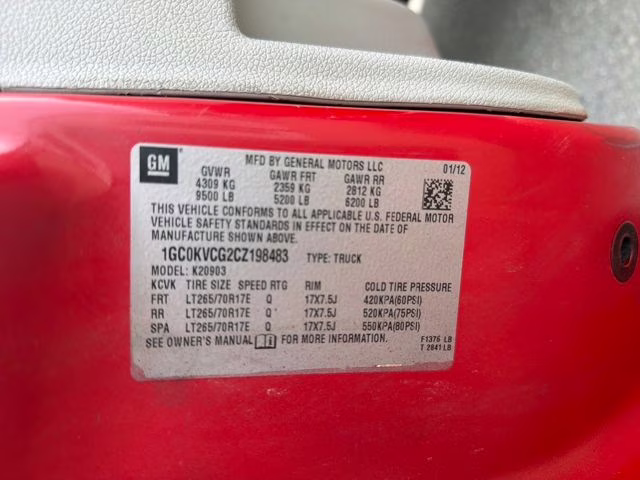 GM
MFD BY GENERAL MOTORS LLC 01/12
GVWR GAWR FRT GAWR RR
4309 KG 2359 KG 2812 KG
9500 LB 5200 LB 6200 LB
THIS VEHICLE CONFORMS TO ALL APPLICABLE U.S. FEDERAL MOTOR
VEHICLE SAFETY STANDARDS IN EFFECT ON THE DATE OF
MANUFACTURE SHOWN ABOVE.
1GC0KVCG2CZ198483 TYPE: TRUCK
MODEL: K20903
KCVK TIRE SIZE SPEED RTG RIM COLD TIRE PRESSURE
FRT LT265/70R17E Q 17X7.5J 420KPA(60PSI)
RR LT265/70R17E Q 17X7.5J 520KPA(75PSI)
SPA LT265/70R17E Q 17X7.5J 550KPA(80PSI)
SEE OWNER'S MANUAL FOR MORE INFORMATION.
F1376 LB
T 2841 LB